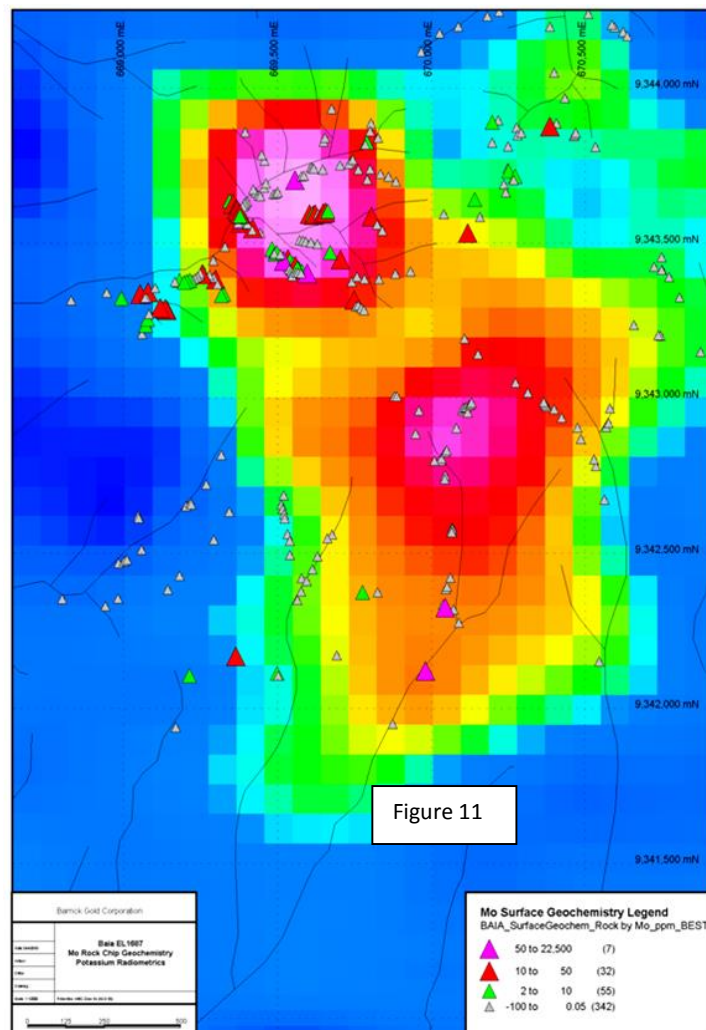 669,000 mE
669,500 mE
670,000 mE
670,500 mE
9,344,000 mN
9,343,500 mN
9,343,000 mN
9,342,500 mN
9,342,000 mN
Figure 11
9,341,500 mN
Barrick Gold Corporation
Baia EL1607
Mo Rock Chip Geochemistry
Potassium Radiometrics
0 125 250 500
Mo Surface Geochemistry Legend
BAIA_SurfaceGeochem_Rock by Mo_ppm_BEST
50 to 22,500 (7)
10 to 50 (32)
2 to 10 (55)
-100 to 0.05 (342)